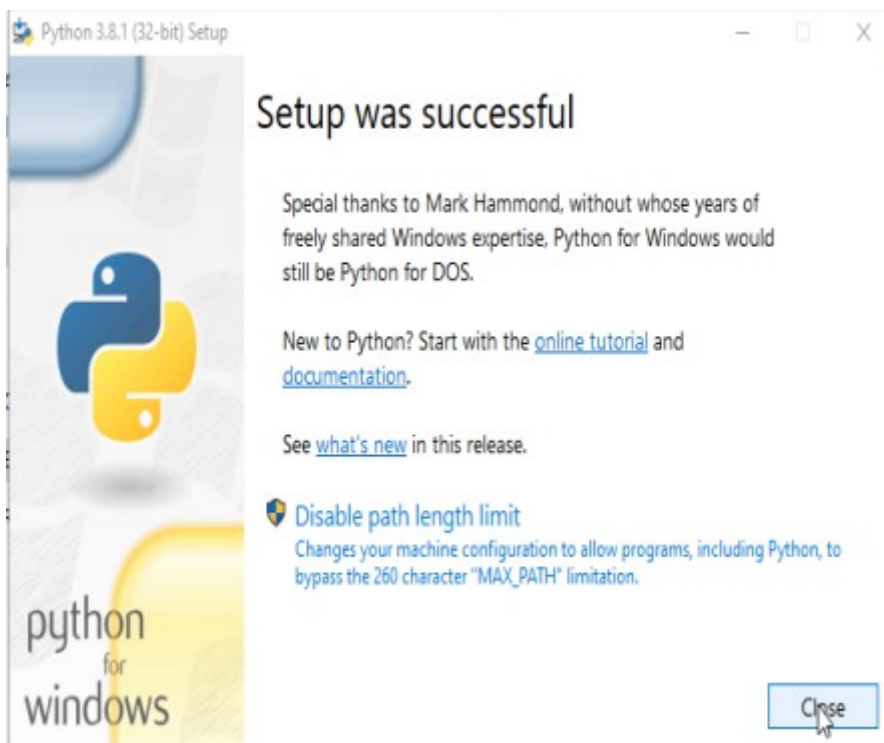 Python 3.8.1 (32-bit) Setup
Setup was successful
Special thanks to Mark Hammond, without whose years of
freely shared Windows expertise, Python for Windows would
still be Python for DOS.
New to Python? Start with the online tutorial and
documentation.
See what's new in this release.
Disable path length limit
Changes your machine configuration to allow programs, including Python, to
bypass the 260 character "MAX_PATH" limitation.
python
for
windows
Close